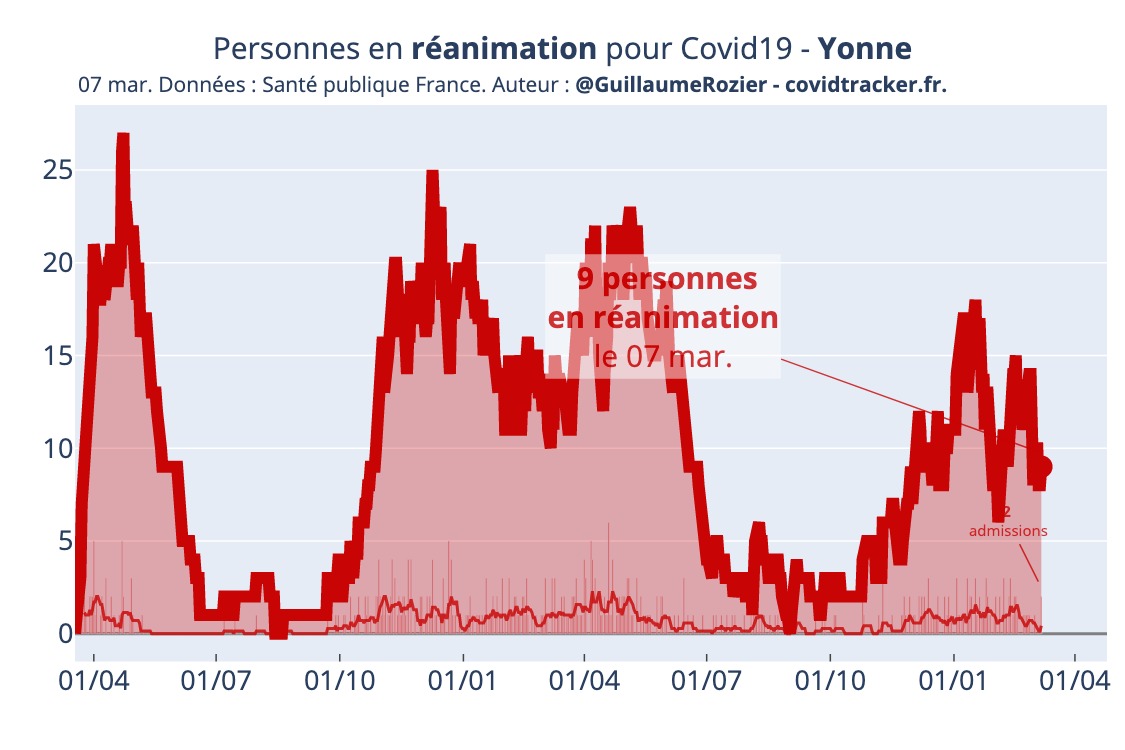 Personnes en réanimation pour Covid19 - Yonne
07 mar. Données : Santé publique France. Auteur : @GuillaumeRozier - covidtracker.fr.
25
20
15
10
5
0
9 personnes
en réanimation
le 07 mar.
2
admissions
01/04 01/07 01/10 01/01 01/04 01/07 01/10 01/01 01/04